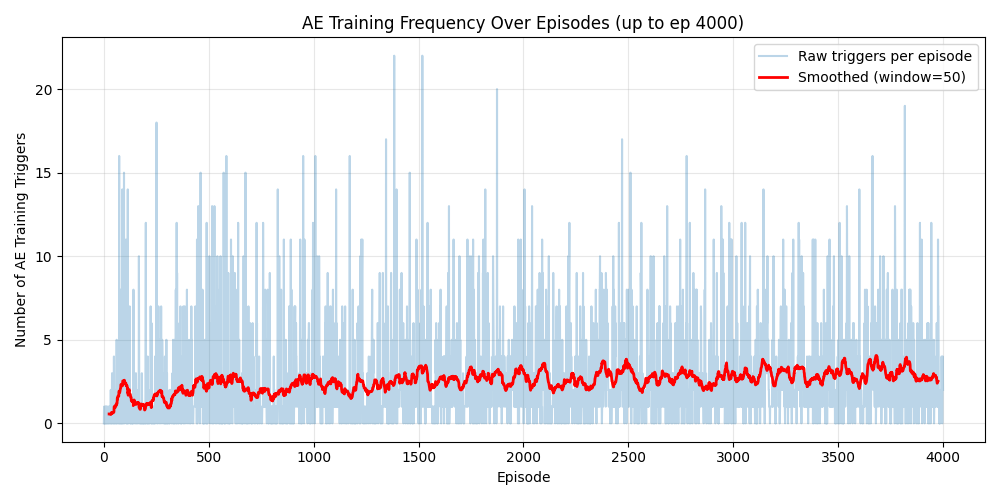 AE Training Frequency Over Episodes (up to ep 4000)
Raw triggers per episode
Smoothed (window=50)
Number of AE Training Triggers
20
15
10
5
0
0 500 1000 1500 2000 2500 3000 3500 4000
Episode